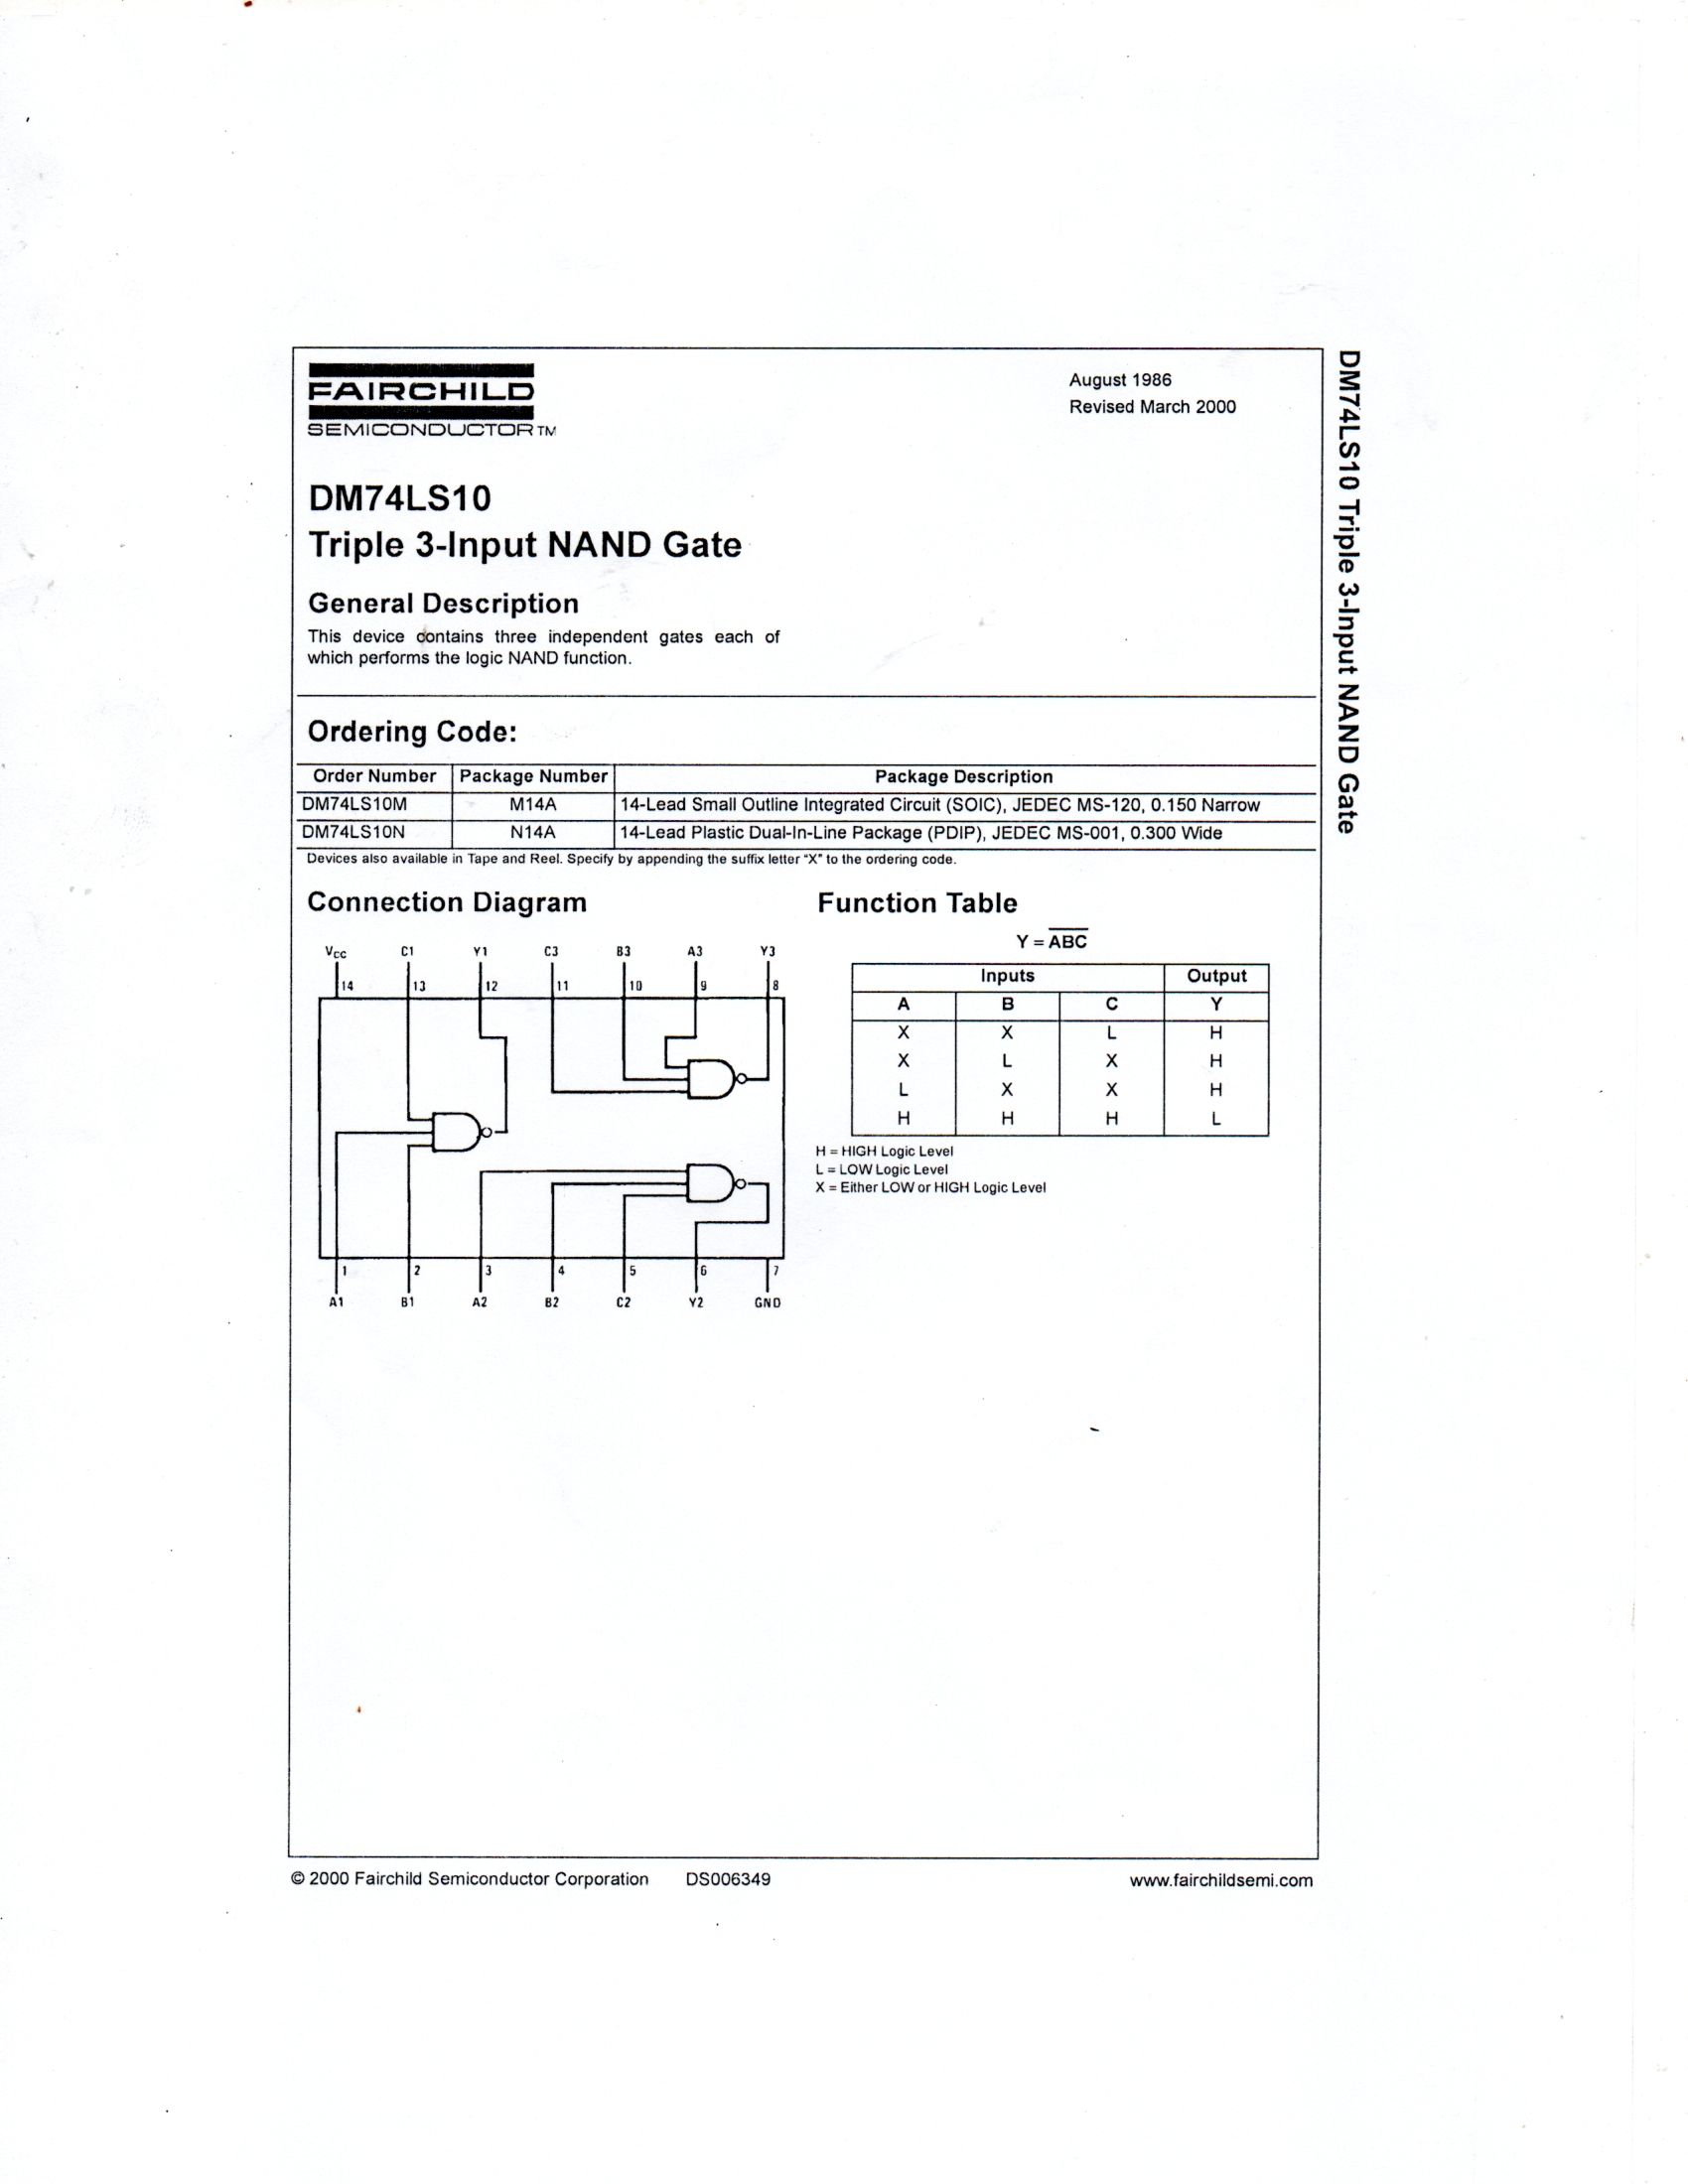 FAIRCHILD
SEMICONDUCTOR™
August 1986
Revised March 2000
DM74LS10 Triple 3-Input NAND Gate
DM74LS10
Triple 3-Input NAND Gate
General Description
This device contains three independent gates each of
which performs the logic NAND function.
Ordering Code:
Order Number Package Number Package Description
DM74LS10M M14A 14-Lead Small Outline Integrated Circuit (SOIC), JEDEC MS-120, 0.150 Narrow
DM74LS10N N14A 14-Lead Plastic Dual-In-Line Package (PDIP), JEDEC MS-001, 0.300 Wide
Devices also available in Tape and Reel. Specify by appending the suffix letter “X” to the ordering code.
Connection Diagram
VCC C1 Y1 C3 B3 A3 Y3
14 13 12 11 10 9 8
1 2 3 4 5 6 7
A1 B1 A2 B2 C2 Y2 GND
Function Table
Y = A̅B̅C̅
Inputs Output
A B C Y
X X L H
X L X H
L X X H
H H H L
H = HIGH Logic Level
L = LOW Logic Level
X = Either LOW or HIGH Logic Level
© 2000 Fairchild Semiconductor Corporation DS006349 www.fairchildsemi.com